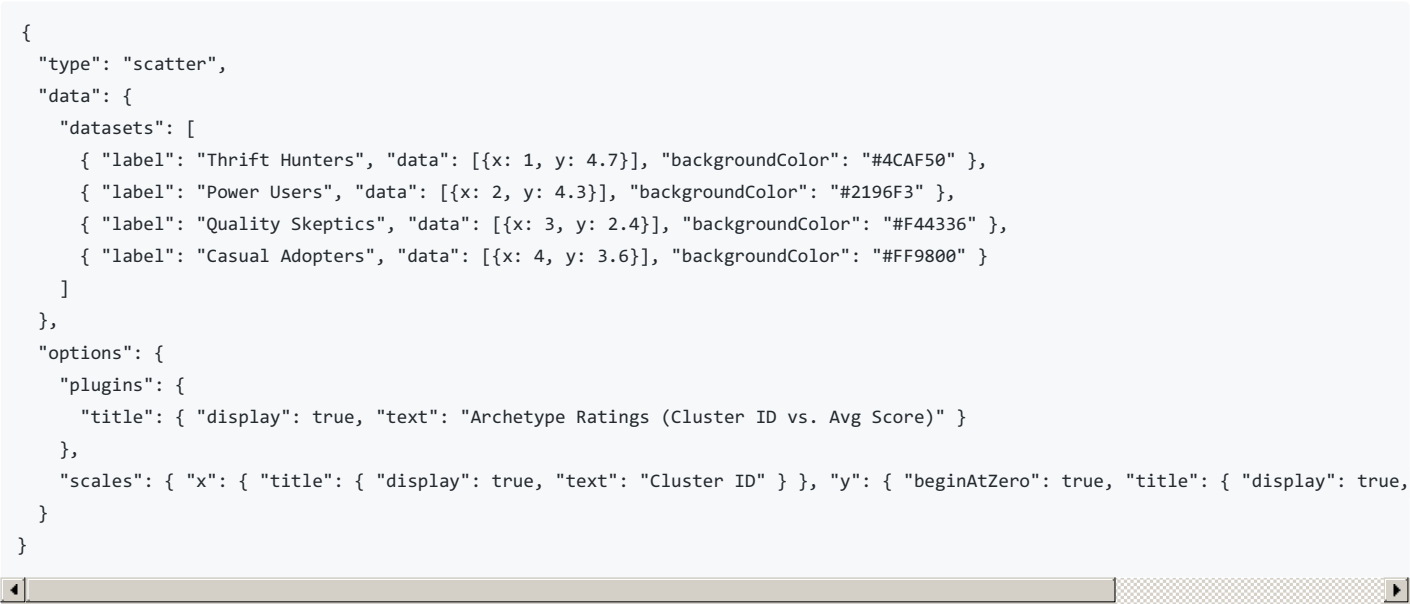 {
  "type": "scatter",
  "data": {
    "datasets": [
      { "label": "Thrift Hunters", "data": [{x: 1, y: 4.7}], "backgroundColor": "#4CAF50" },
      { "label": "Power Users", "data": [{x: 2, y: 4.3}], "backgroundColor": "#2196F3" },
      { "label": "Quality Skeptics", "data": [{x: 3, y: 2.4}], "backgroundColor": "#F44336" },
      { "label": "Casual Adopters", "data": [{x: 4, y: 3.6}], "backgroundColor": "#FF9800" }
    ]
  },
  "options": {
    "plugins": {
      "title": { "display": true, "text": "Archetype Ratings (Cluster ID vs. Avg Score)" }
    },
    "scales": { "x": { "title": { "display": true, "text": "Cluster ID" } }, "y": { "beginAtZero": true, "title": { "display": true,
  }
}